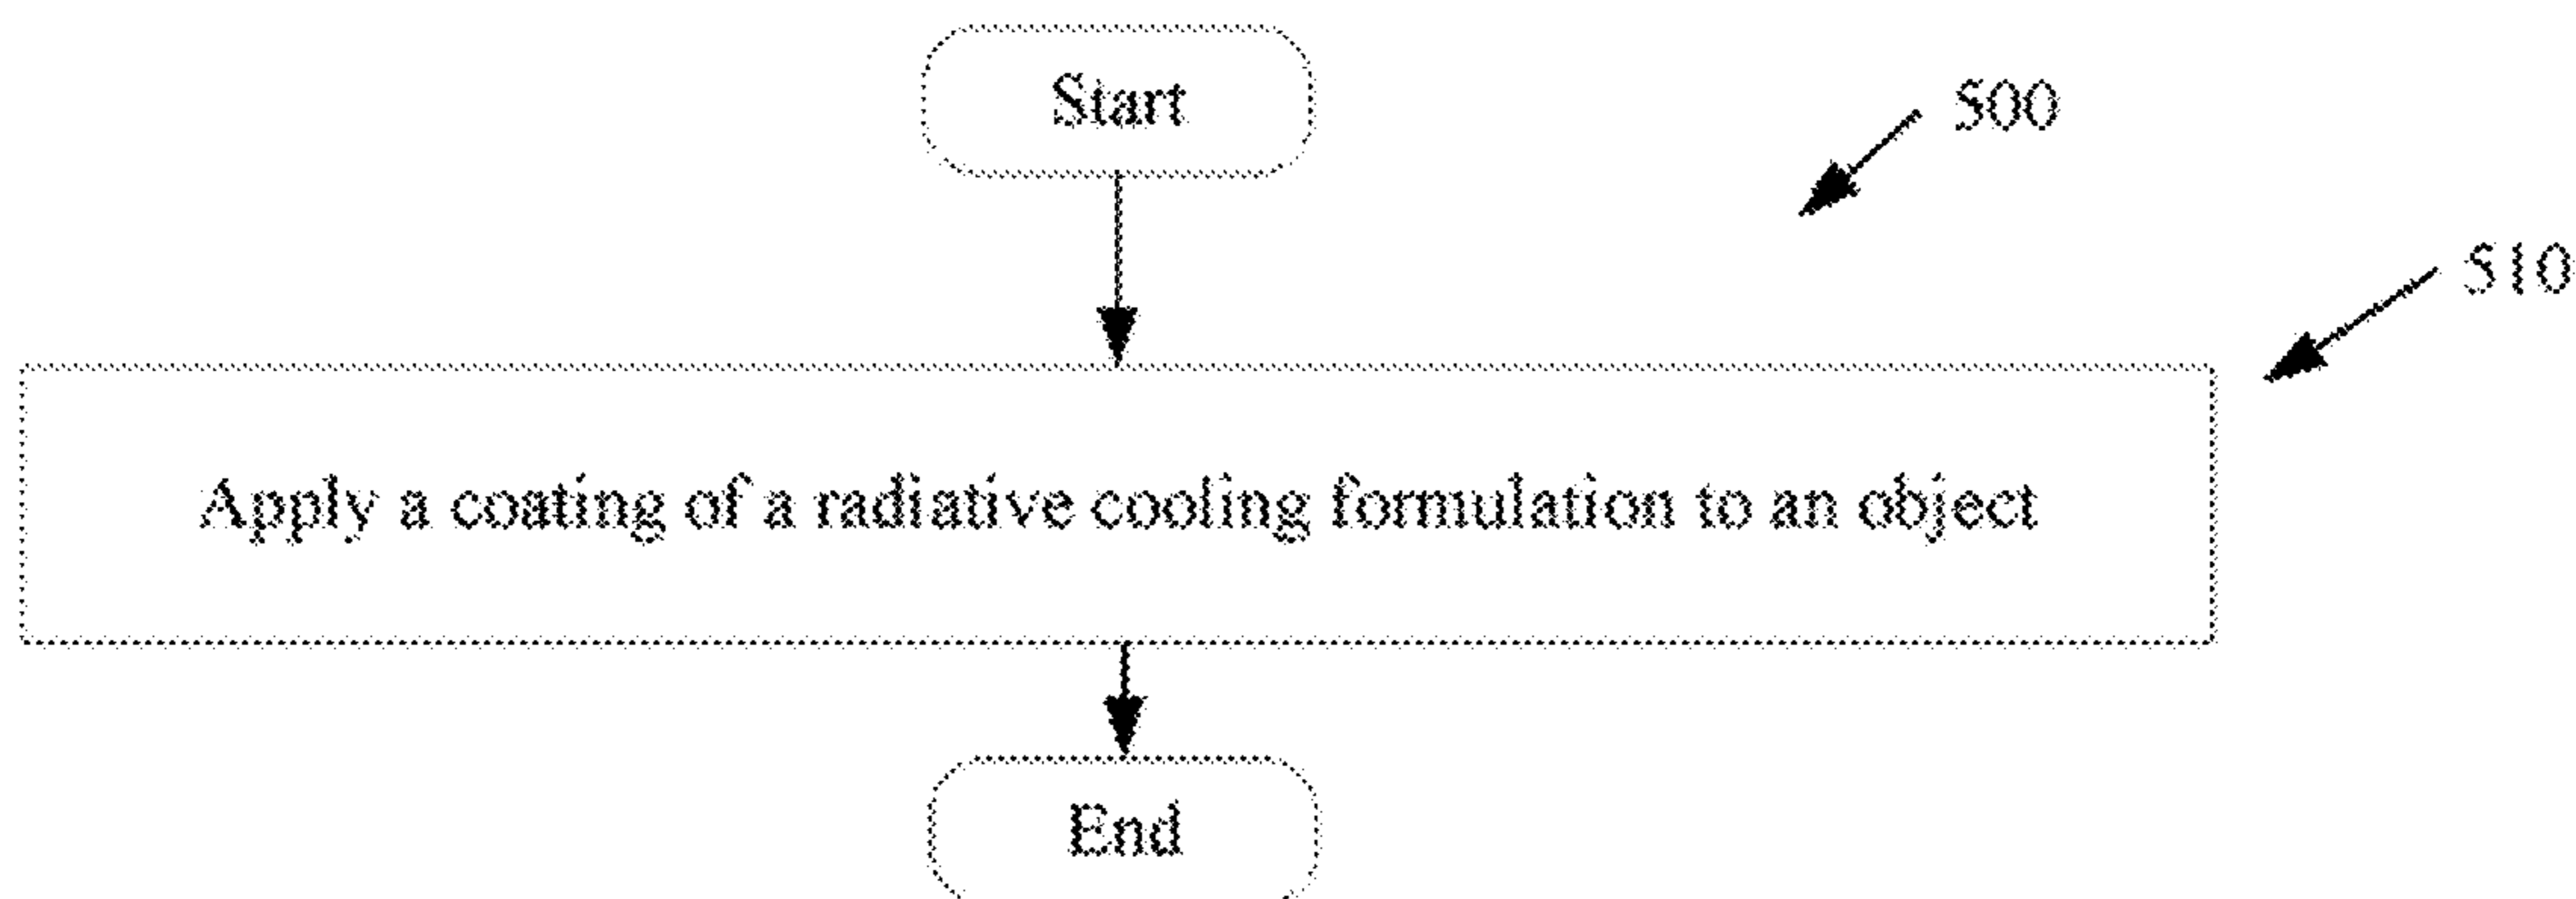 Start
500
510
Apply a coating of a radiative cooling formulation to an object
End